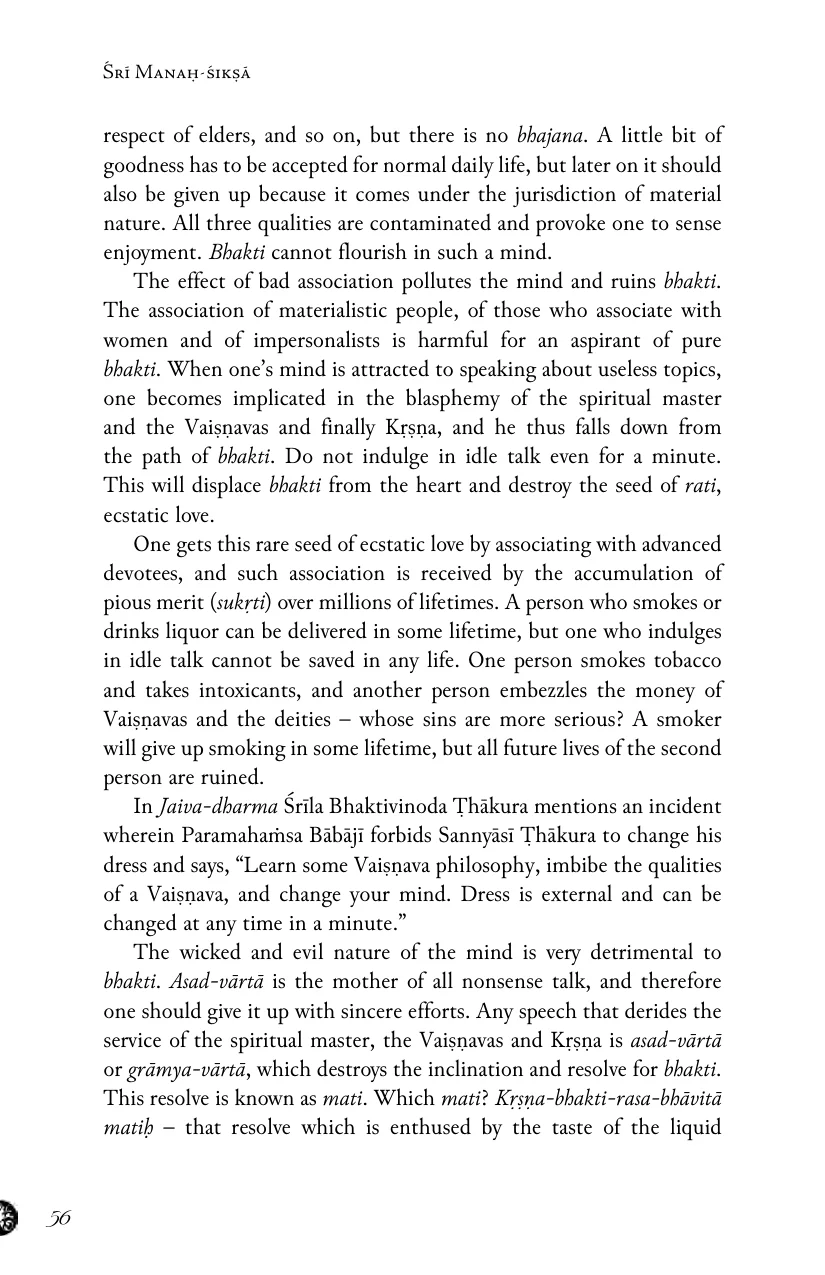 Śrī Manaḥ-śikṣā
respect of elders, and so on, but there is no bhajana. A little bit of
goodness has to be accepted for normal daily life, but later on it should
also be given up because it comes under the jurisdiction of material
nature. All three qualities are contaminated and provoke one to sense
enjoyment. Bhakti cannot flourish in such a mind.
The effect of bad association pollutes the mind and ruins bhakti.
The association of materialistic people, of those who associate with
women and of impersonalists is harmful for an aspirant of pure
bhakti. When one’s mind is attracted to speaking about useless topics,
one becomes implicated in the blasphemy of the spiritual master
and the Vaiṣṇavas and finally Kṛṣṇa, and he thus falls down from
the path of bhakti. Do not indulge in idle talk even for a minute.
This will displace bhakti from the heart and destroy the seed of rati,
ecstatic love.
One gets this rare seed of ecstatic love by associating with advanced
devotees, and such association is received by the accumulation of
pious merit (sukṛti) over millions of lifetimes. A person who smokes or
drinks liquor can be delivered in some lifetime, but one who indulges
in idle talk cannot be saved in any life. One person smokes tobacco
and takes intoxicants, and another person embezzles the money of
Vaiṣṇavas and the deities – whose sins are more serious? A smoker
will give up smoking in some lifetime, but all future lives of the second
person are ruined.
In Jaiva-dharma Śrīla Bhaktivinoda Ṭhākura mentions an incident
wherein Paramahaṁsa Bābājī forbids Sannyāsī Ṭhākura to change his
dress and says, “Learn some Vaiṣṇava philosophy, imbibe the qualities
of a Vaiṣṇava, and change your mind. Dress is external and can be
changed at any time in a minute.”
The wicked and evil nature of the mind is very detrimental to
bhakti. Asad-vārtā is the mother of all nonsense talk, and therefore
one should give it up with sincere efforts. Any speech that derides the
service of the spiritual master, the Vaiṣṇavas and Kṛṣṇa is asad-vārtā
or grāmya-vārtā, which destroys the inclination and resolve for bhakti.
This resolve is known as mati. Which mati? Kṛṣṇa-bhakti-rasa-bhāvitā
matiḥ – that resolve which is enthused by the taste of the liquid
56